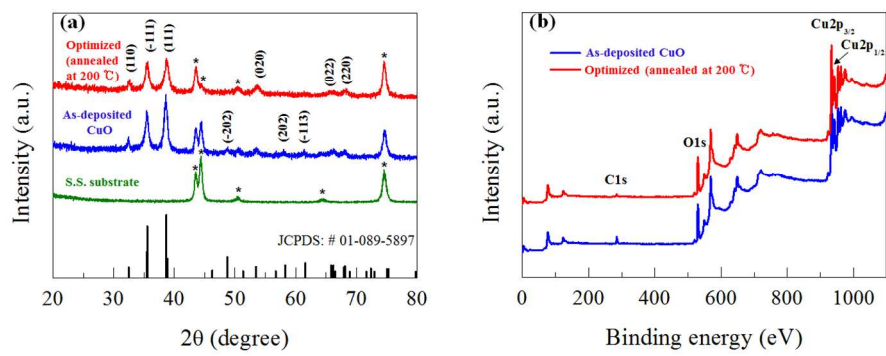 (a)
Optimized
(annealed
at 200 ℃)
(110)
(-111)
(111)
*
*
*
(020)
(022)
(220)
*
As-deposited
CuO
(-202)
(202)
(-113)
S.S. substrate
*
*
*
*
*
JCPDS: # 01-089-5897
20 30 40 50 60 70 80
2θ (degree)
Intensity (a.u.)
(b)
As-deposited CuO
Optimized (annealed at 200 ℃)
Cu2p3/2
Cu2p1/2
O1s
C1s
0 200 400 600 800 1000
Binding energy (eV)
Intensity (a.u.)